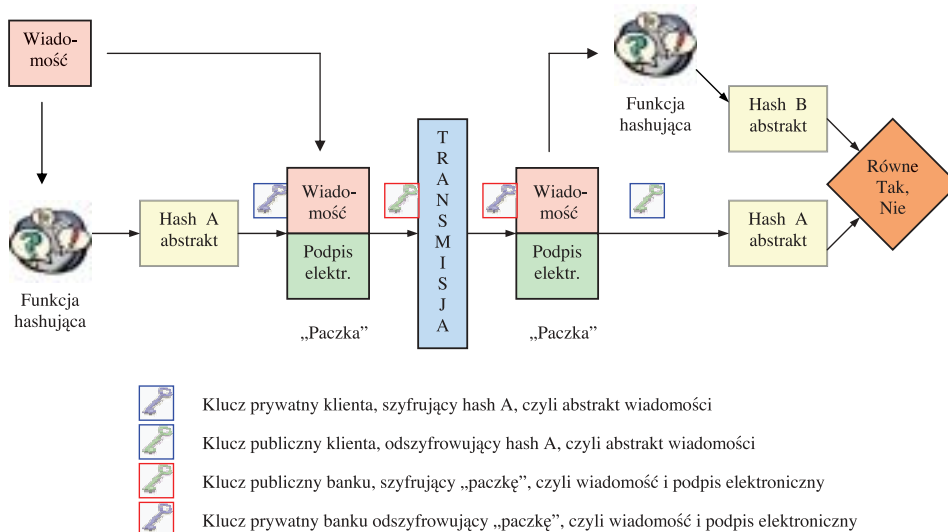 Wiado-
mość
Funkcja
hashująca
Hash A
abstrakt
Wiado-
mość
Podpis
elektr.
„Paczka”
T
R
A
N
S
M
I
S
J
A
Wiado-
mość
Podpis
elektr.
„Paczka”
Funkcja
hashująca
Hash B
abstrakt
Hash A
abstrakt
Równe
Tak,
Nie
Klucz prywatny klienta, szyfrujący hash A, czyli abstrakt wiadomości
Klucz publiczny klienta, odszyfrowujący hash A, czyli abstrakt wiadomości
Klucz publiczny banku, szyfrujący „paczkę”, czyli wiadomość i podpis elektroniczny
Klucz prywatny banku odszyfrowujący „paczkę”, czyli wiadomość i podpis elektroniczny